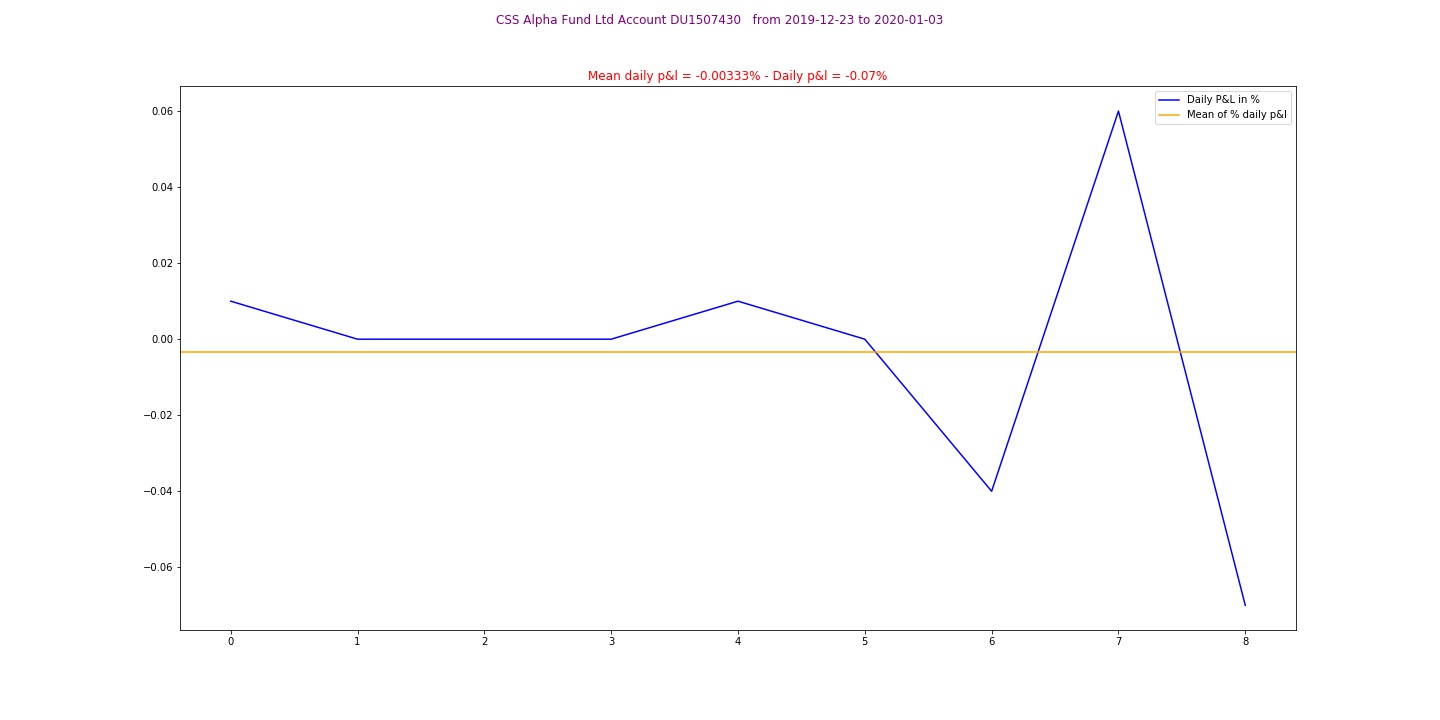 CSS Alpha Fund Ltd Account DU1507430   from 2019-12-23 to 2020-01-03
Mean daily p&l = -0.00333% - Daily p&l = -0.07%
Daily P&L in %
Mean of % daily p&l
0.06
0.04
0.02
0.00
−0.02
−0.04
−0.06
0 1 2 3 4 5 6 7 8